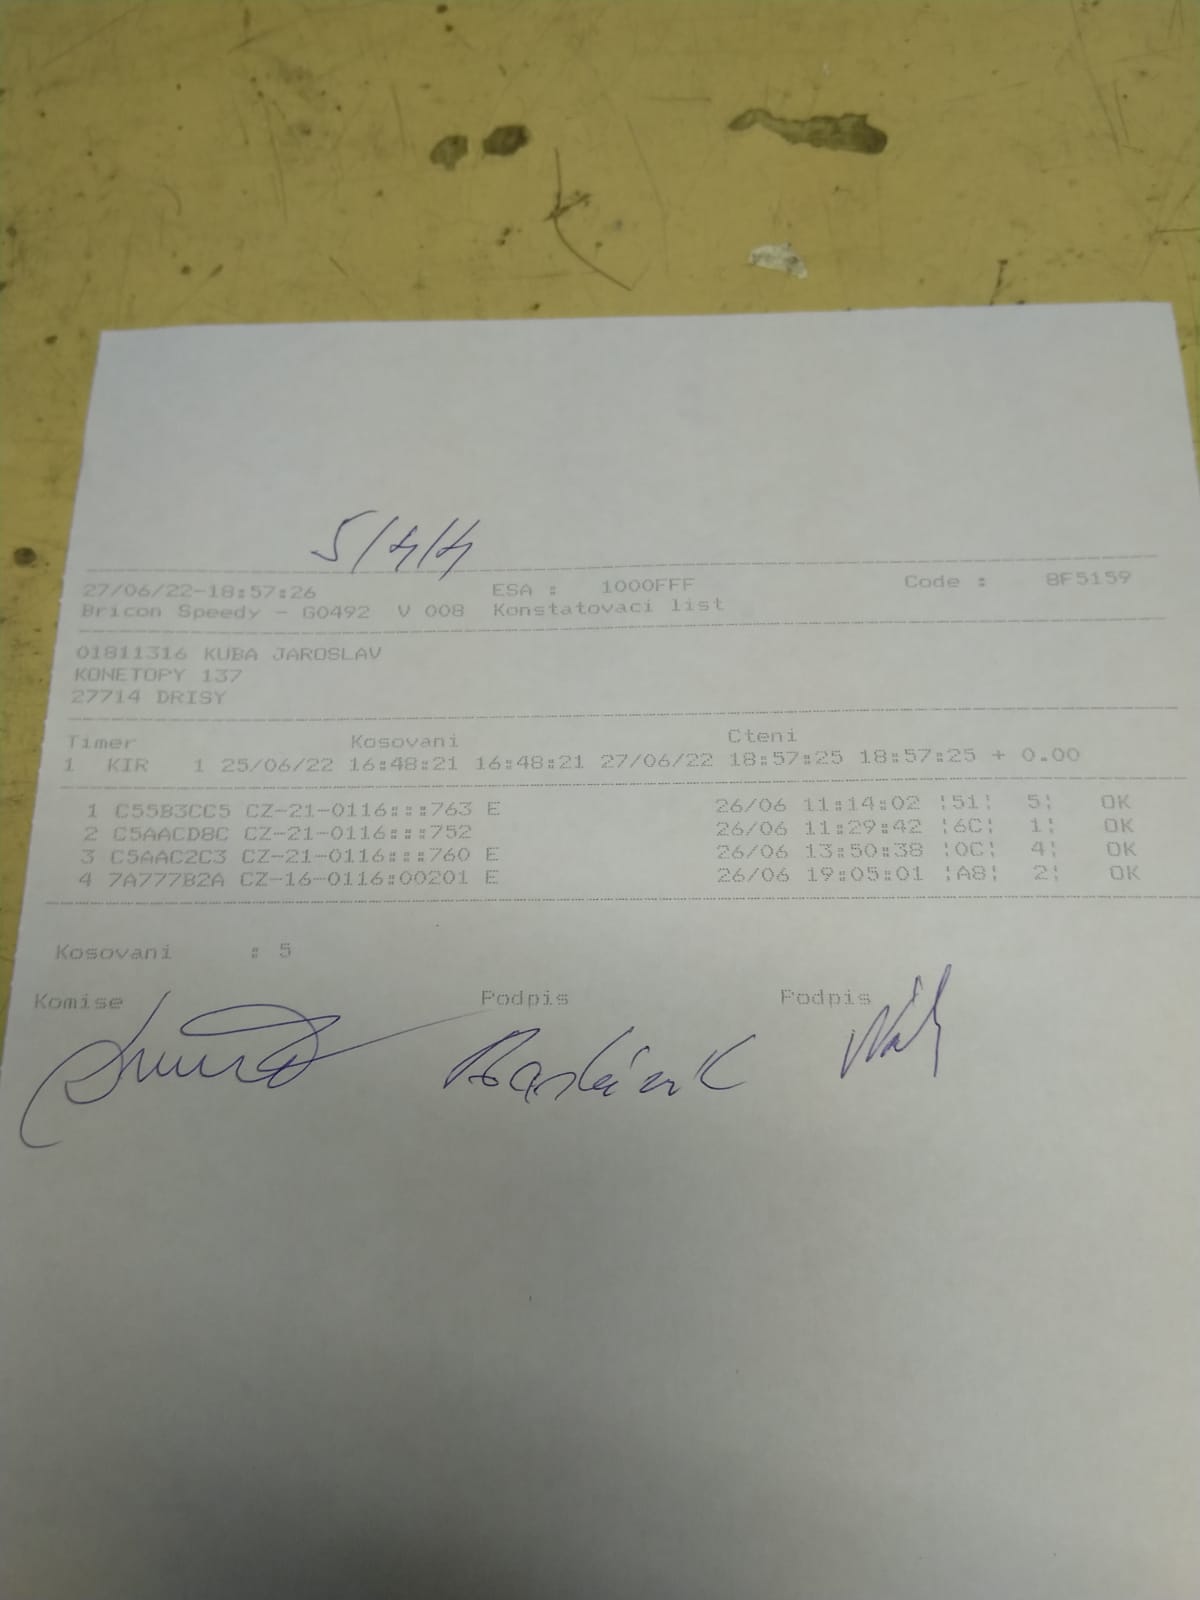 5/4/4
27/06/22-18:57:26 ESA : 1000FFF Code : 8F5159
Bricon Speedy - G0492 V 008 Konstatovaci list
01811316 KUBA JAROSLAV
KONETOPY 137
27714 DRISY
Timer Kosovani Cteni
1 KIR 1 25/06/22 16:48:21 16:48:21 27/06/22 18:57:25 18:57:25 + 0.00
1 C55B3CC5 CZ-21-0116:::763 E 26/06 11:14:02 ¦51¦ 5¦ OK
2 C5AACD8C CZ-21-0116:::752 26/06 11:29:42 ¦6C¦ 1¦ OK
3 C5AAC2C3 CZ-21-0116:::760 E 26/06 13:50:38 ¦0C¦ 4¦ OK
4 7A777B2A CZ-16-0116:00201 E 26/06 19:05:01 ¦A8¦ 2¦ OK
Kosovani : 5
Komise Podpis Podpis